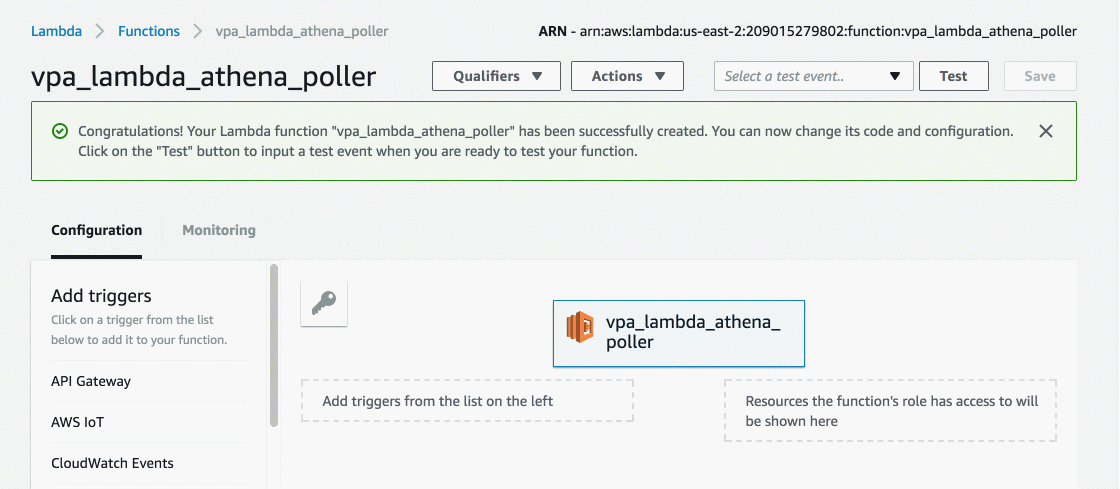 Lambda > Functions > vpa_lambda_athena_poller
ARN - arn:aws:lambda:us-east-2:209015279802:function:vpa_lambda_athena_poller
vpa_lambda_athena_poller
Qualifiers
Actions
Select a test event..
Test
Save
Congratulations! Your Lambda function "vpa_lambda_athena_poller" has been successfully created. You can now change its code and configuration.
Click on the "Test" button to input a test event when you are ready to test your function.
Configuration
Monitoring
Add triggers
Click on a trigger from the list
below to add it to your function.
API Gateway
AWS IoT
CloudWatch Events
vpa_lambda_athena_
poller
Add triggers from the list on the left
Resources the function's role has access to will
be shown here